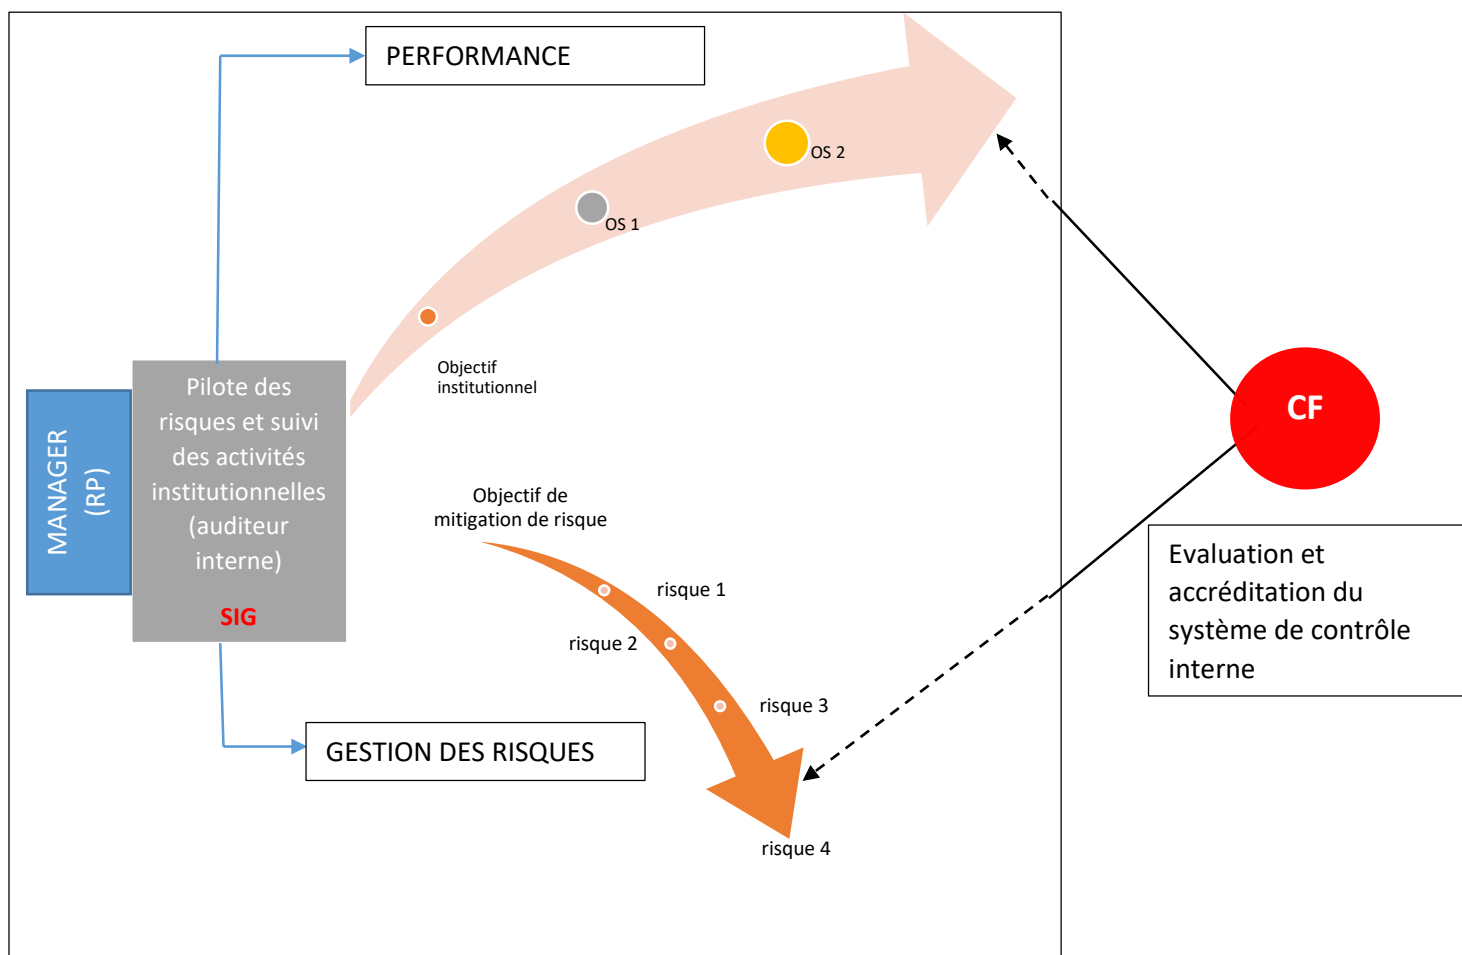 PERFORMANCE
OS 2
OS 1
Objectif
institutionnel
MANAGER
(RP)
Pilote des
risques et suivi
des activités
institutionnelles
(auditeur
interne)
SIG
CF
Objectif de
mitigation de risque
risque 1
risque 2
risque 3
risque 4
GESTION DES RISQUES
Evaluation et
accréditation du
système de contrôle
interne